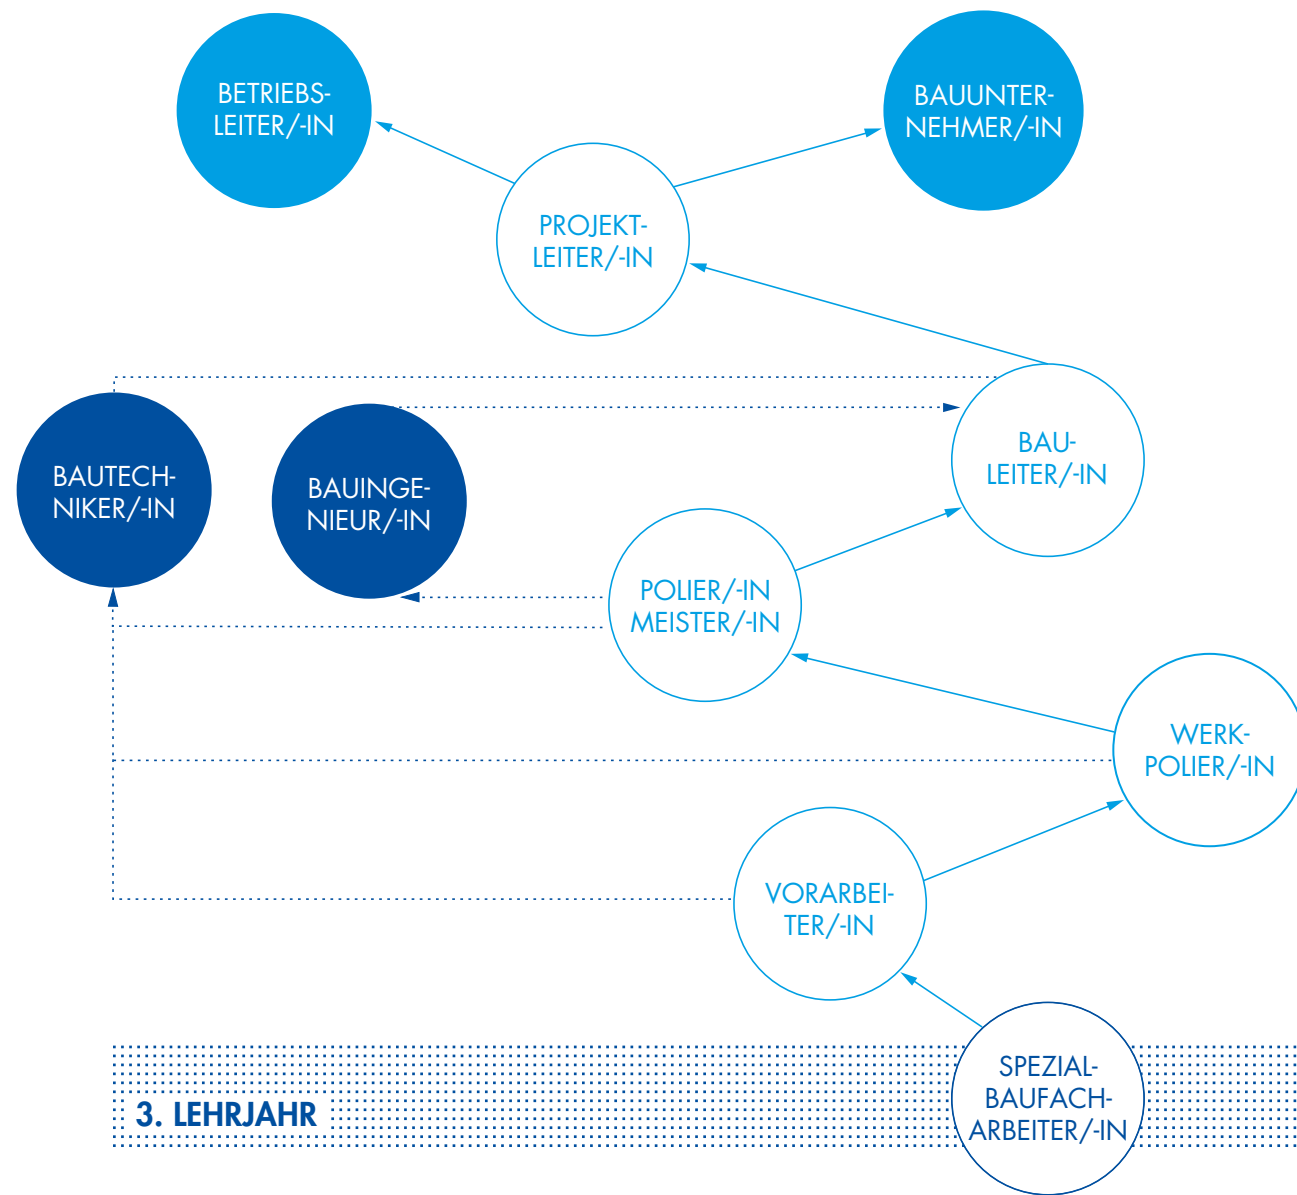 BETRIEBS-
LEITER/-IN
BAUUNTER-
NEHMER/-IN
PROJEKT-
LEITER/-IN
BAU-
LEITER/-IN
BAUTECH-
NIKER/-IN
BAUINGE-
NIEUR/-IN
POLIER/-IN
MEISTER/-IN
WERK-
POLIER/-IN
VORARBEI-
TER/-IN
SPEZIAL-
BAUFACH-
ARBEITER/-IN
3. LEHRJAHR